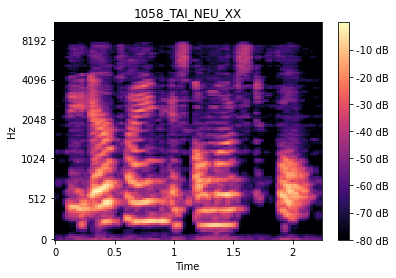 1058_TAI_NEU_XX
8192
4096
2048
1024
512
0
Hz
0
0.5
1
1.5
2
Time
-10 dB
-20 dB
-30 dB
-40 dB
-50 dB
-60 dB
-70 dB
-80 dB